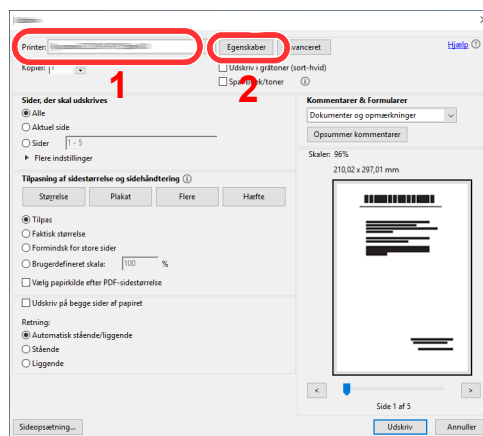 Printer:
Egenskaber
Avanceret
Hjælp
Kopier: 1
Udskriv i gråtoner (sort-hvid)
1
2
Sider, der skal udskrives
Alle
Aktuel side
Sider 1 - 5
Flere indstillinger
Kommentarer & Formularer
Dokumenter og opmærkninger
Opsummer kommentarer
Skaler: 96%
210,02 x 297,01 mm
Tilpasning af sidestørrelse og sidehåndtering
Størrelse Plakat Flere Hæfte
Tilpas
Faktisk størrelse
Formindsk for store sider
Brugerdefineret skala: 100 %
Vælg papirkilde efter PDF-sidestørrelse
Udskriv på begge sider af papiret
Retning:
Automatisk stående/liggende
Stående
Liggende
< >
Side 1 af 5
Sideopsætning... Udskriv Annuller